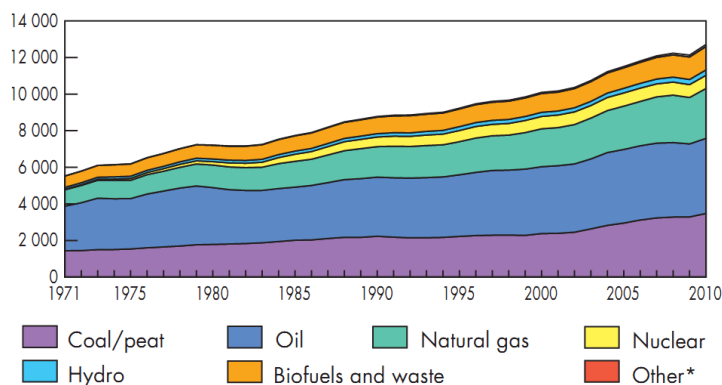 14 000
12 000
10 000
8 000
6 000
4 000
2 000
0
1971 1975 1980 1985 1990 1995 2000 2005 2010
Coal/peat Oil Natural gas Nuclear
Hydro Biofuels and waste Other*